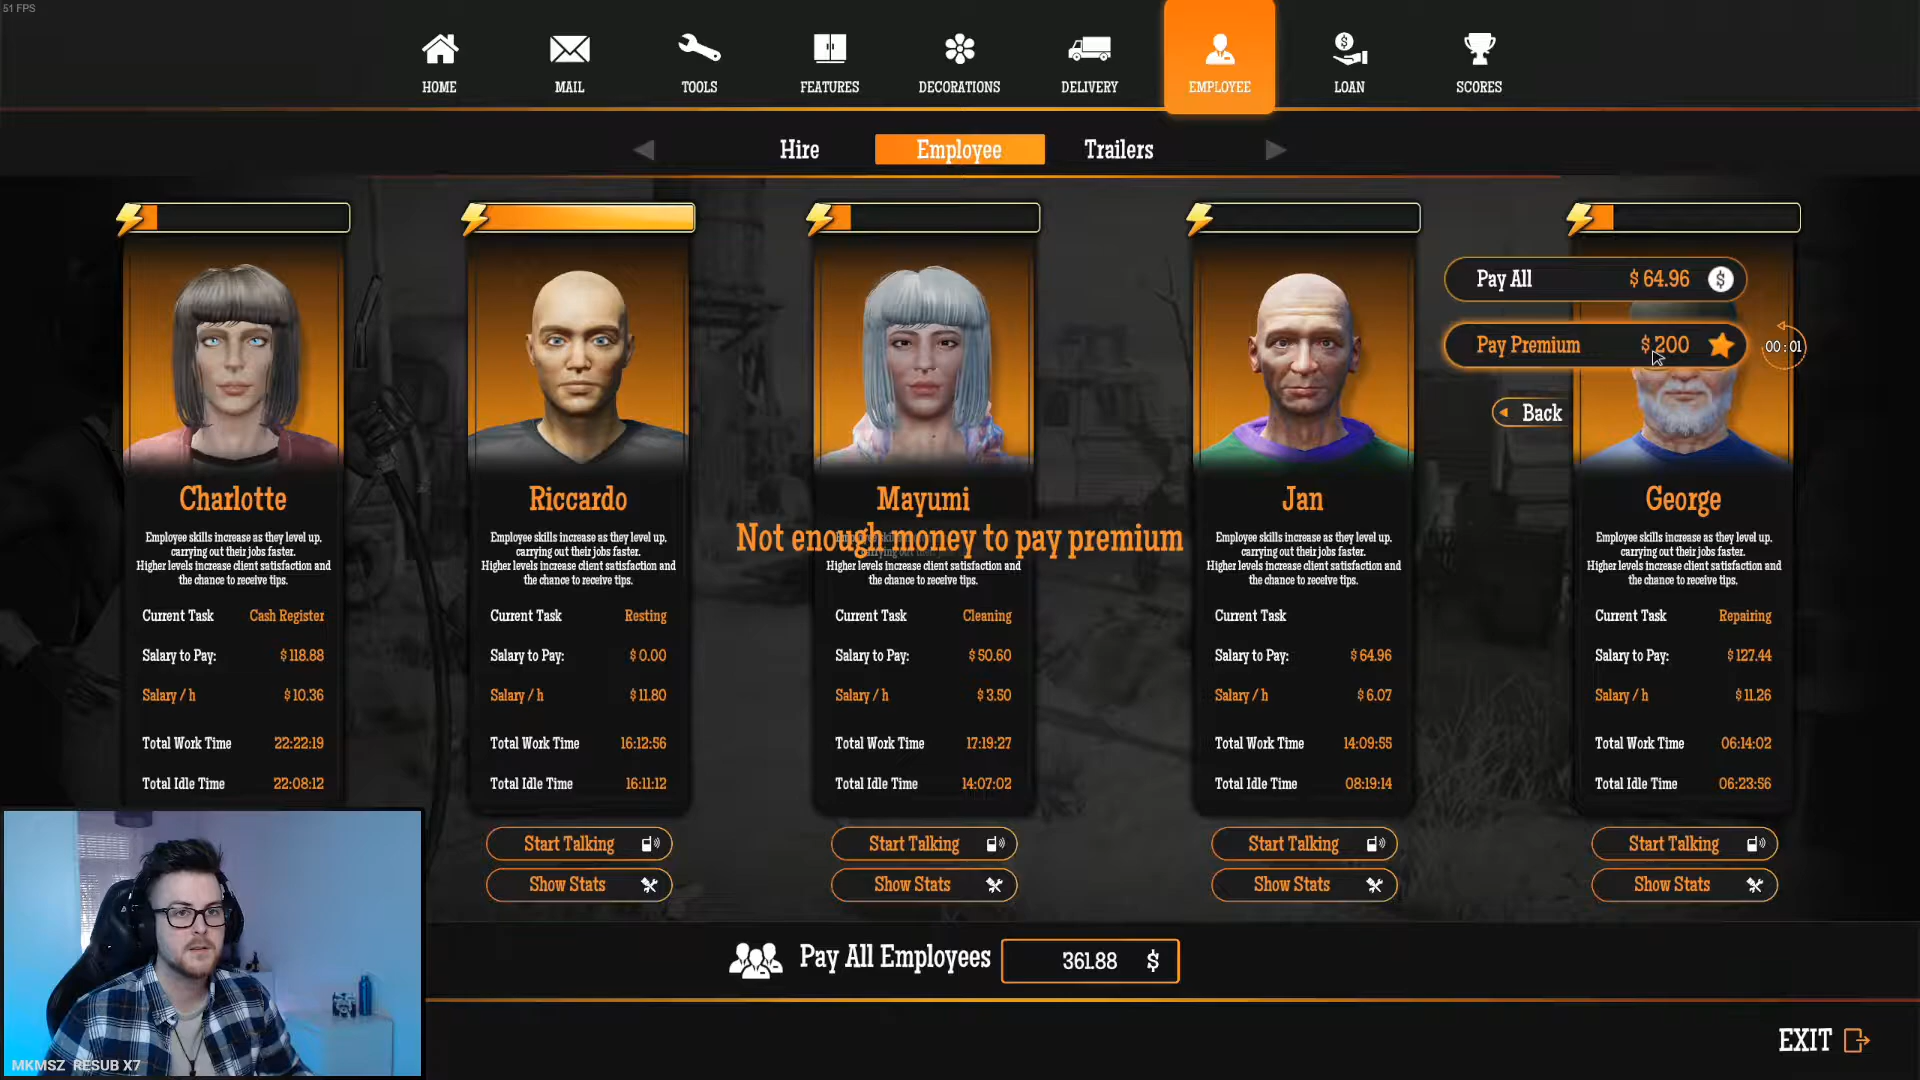 51 FPS
HOME
MAIL
TOOLS
FEATURES
DECORATIONS
DELIVERY
EMPLOYEE
LOAN
SCORES
Hire
Employee
Trailers
Pay All $ 64.96 $
Pay Premium $ 200
00:01
Back
Charlotte
Employee skills increase as they level up,
carrying out their jobs faster.
Higher levels increase client satisfaction and
the chance to receive tips.
Current Task Cash Register
Salary to Pay: $ 118.88
Salary / h $ 10.36
Total Work Time 22:22:19
Total Idle Time 22:08:12
Riccardo
Employee skills increase as they level up,
carrying out their jobs faster.
Higher levels increase client satisfaction and
the chance to receive tips.
Current Task Resting
Salary to Pay: $ 0.00
Salary / h $ 11.80
Total Work Time 16:12:56
Total Idle Time 16:11:12
Start Talking
Show Stats
Mayumi
Not enough money to pay premium
Higher levels increase client satisfaction and
the chance to receive tips.
Current Task Cleaning
Salary to Pay: $ 50.60
Salary / h $ 3.50
Total Work Time 17:19:27
Total Idle Time 14:07:02
Start Talking
Show Stats
Jan
Employee skills increase as they level up,
carrying out their jobs faster.
Higher levels increase client satisfaction and
the chance to receive tips.
Current Task
Salary to Pay: $ 64.96
Salary / h $ 6.07
Total Work Time 14:09:55
Total Idle Time 08:19:14
Start Talking
Show Stats
George
Employee skills increase as they level up,
carrying out their jobs faster.
Higher levels increase client satisfaction and
the chance to receive tips.
Current Task Repairing
Salary to Pay: $ 127.44
Salary / h $ 11.26
Total Work Time 06:14:02
Total Idle Time 06:23:56
Start Talking
Show Stats
Pay All Employees 361.88 $
EXIT
MKMSZ RESUB X7